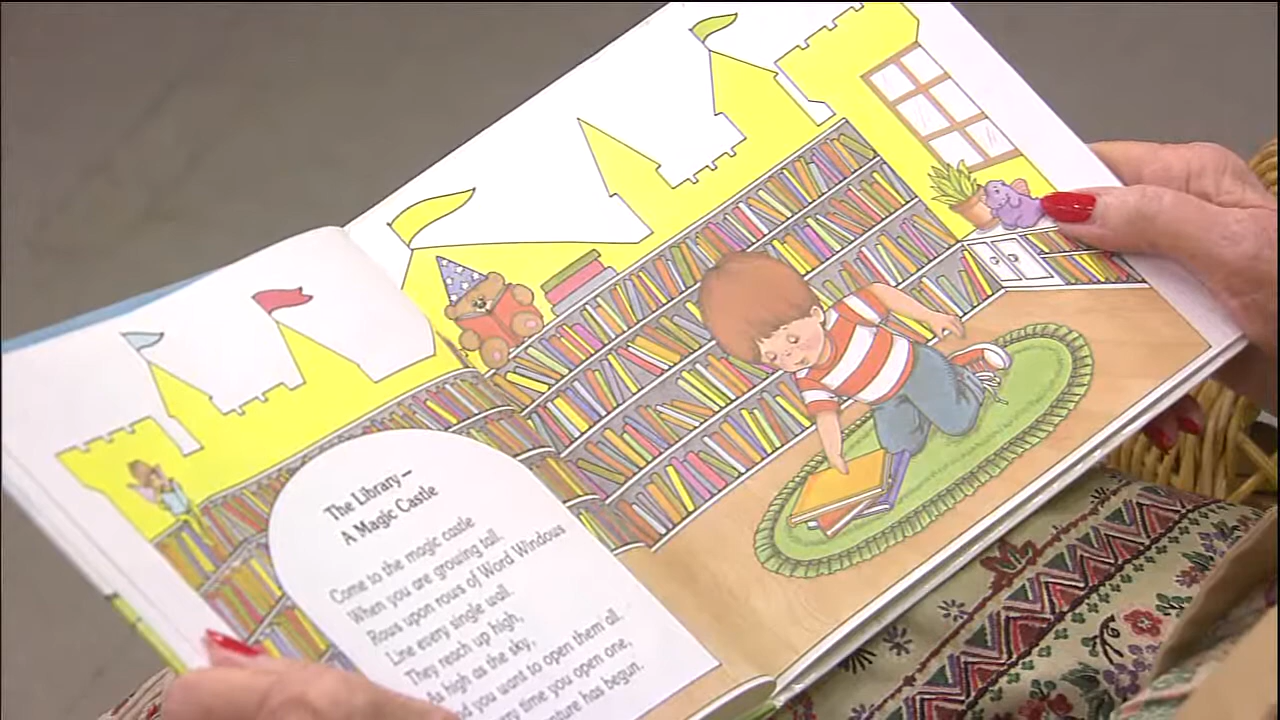 The Library–
A Magic Castle
Come to the magic castle
When you are growing tall,
Rows upon rows of Word Windows
Line every single wall.
They reach up high,
As high as the sky,
you want to open them all.
time you open one,
has begun.